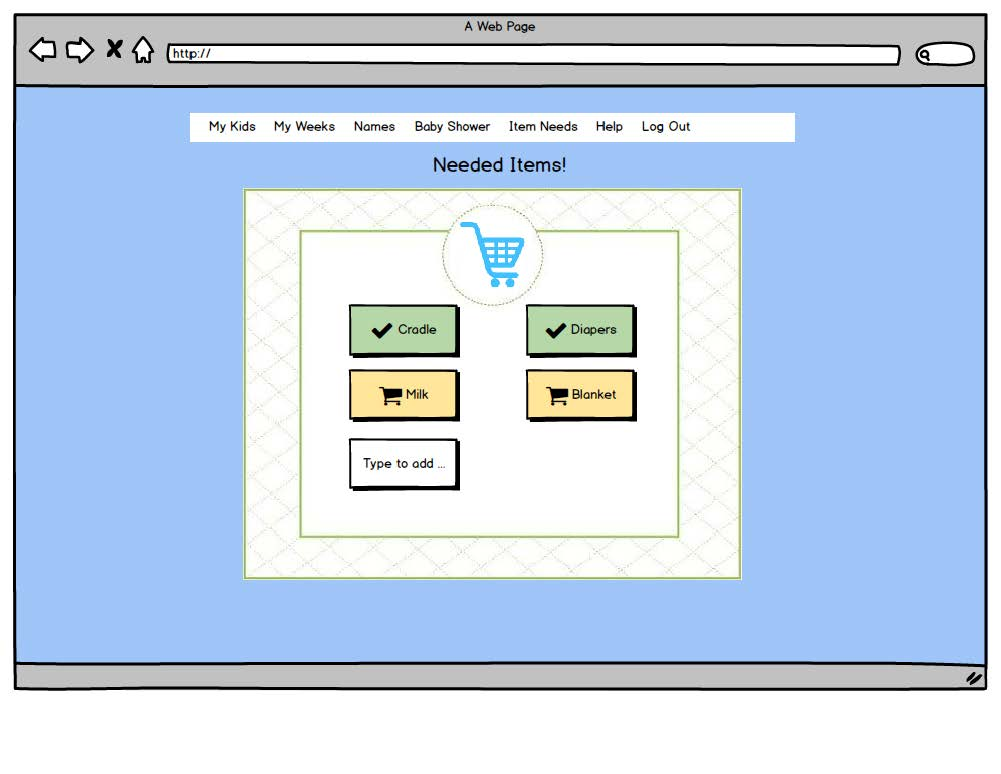 A Web Page
http://
My Kids My Weeks Names Baby Shower Item Needs Help Log Out
Needed Items!
Cradle Diapers
Milk Blanket
Type to add ...